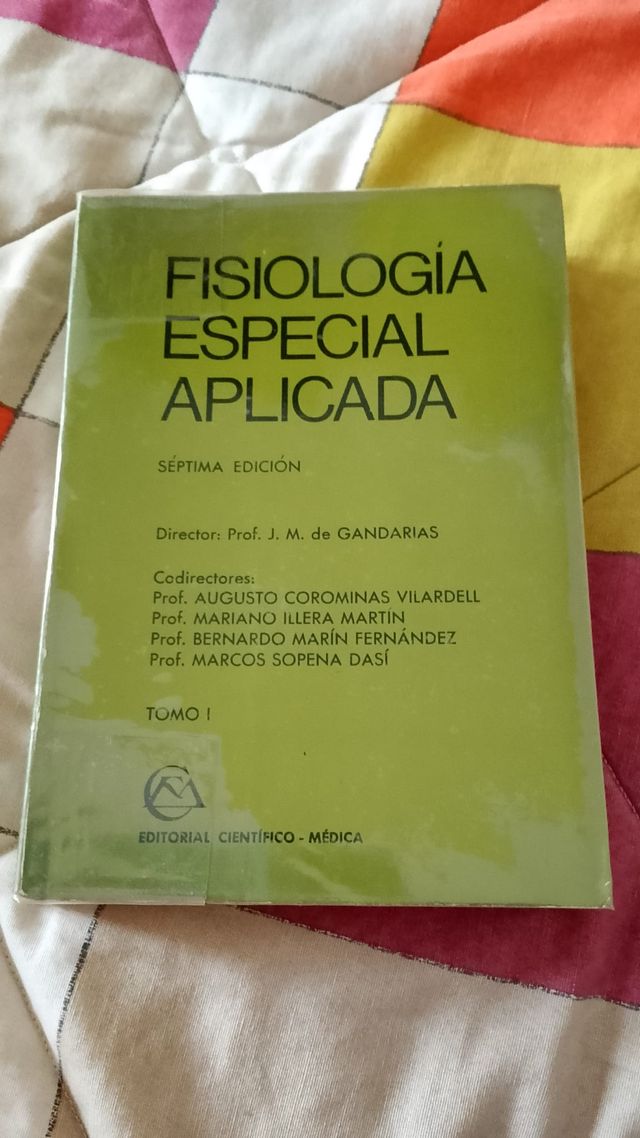 FISIOLOGÍA
ESPECIAL
APLICADA
SÉPTIMA EDICIÓN
Director: Prof. J. M. de GANDARIAS
Codirectores:
Prof. AUGUSTO COROMINAS VILARDELL
Prof. MARIANO ILLERA MARTÍN
Prof. BERNARDO MARÍN FERNÁNDEZ
Prof. MARCOS SOPENA DASÍ
TOMO I
EDITORIAL CIENTÍFICO - MÉDICA